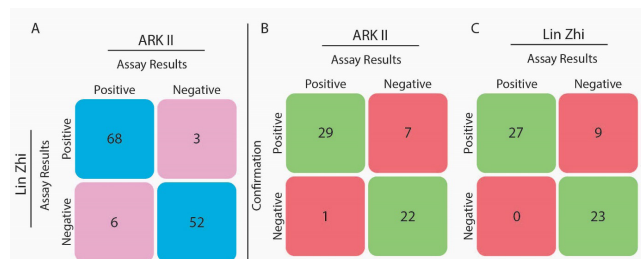 A
ARK II
Assay Results
Positive Negative
Lin Zhi
Assay Results
Positive
68 3
Negative
6 52
B
ARK II
Assay Results
Positive Negative
Confirmation
Positive
29 7
Negative
1 22
C
Lin Zhi
Assay Results
Positive Negative
Positive
27 9
Negative
0 23